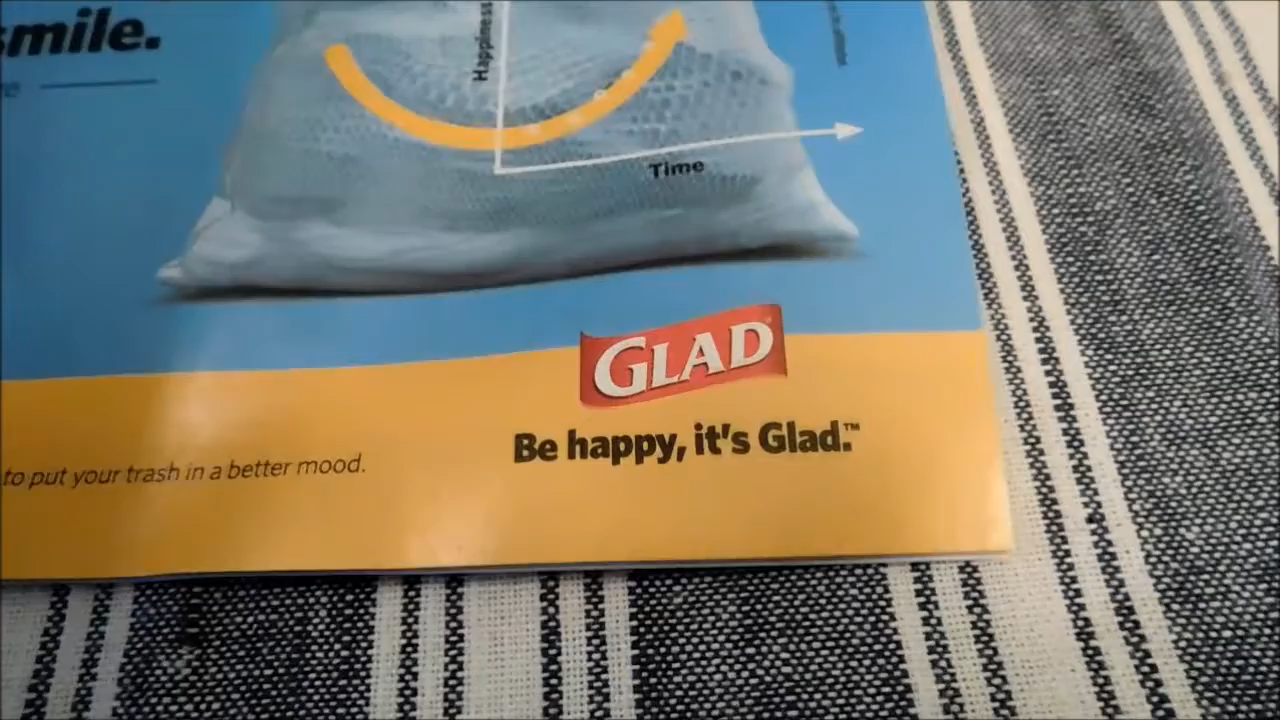 smile.
Happiness
Time
GLAD
Be happy, it's Glad.™
to put your trash in a better mood.